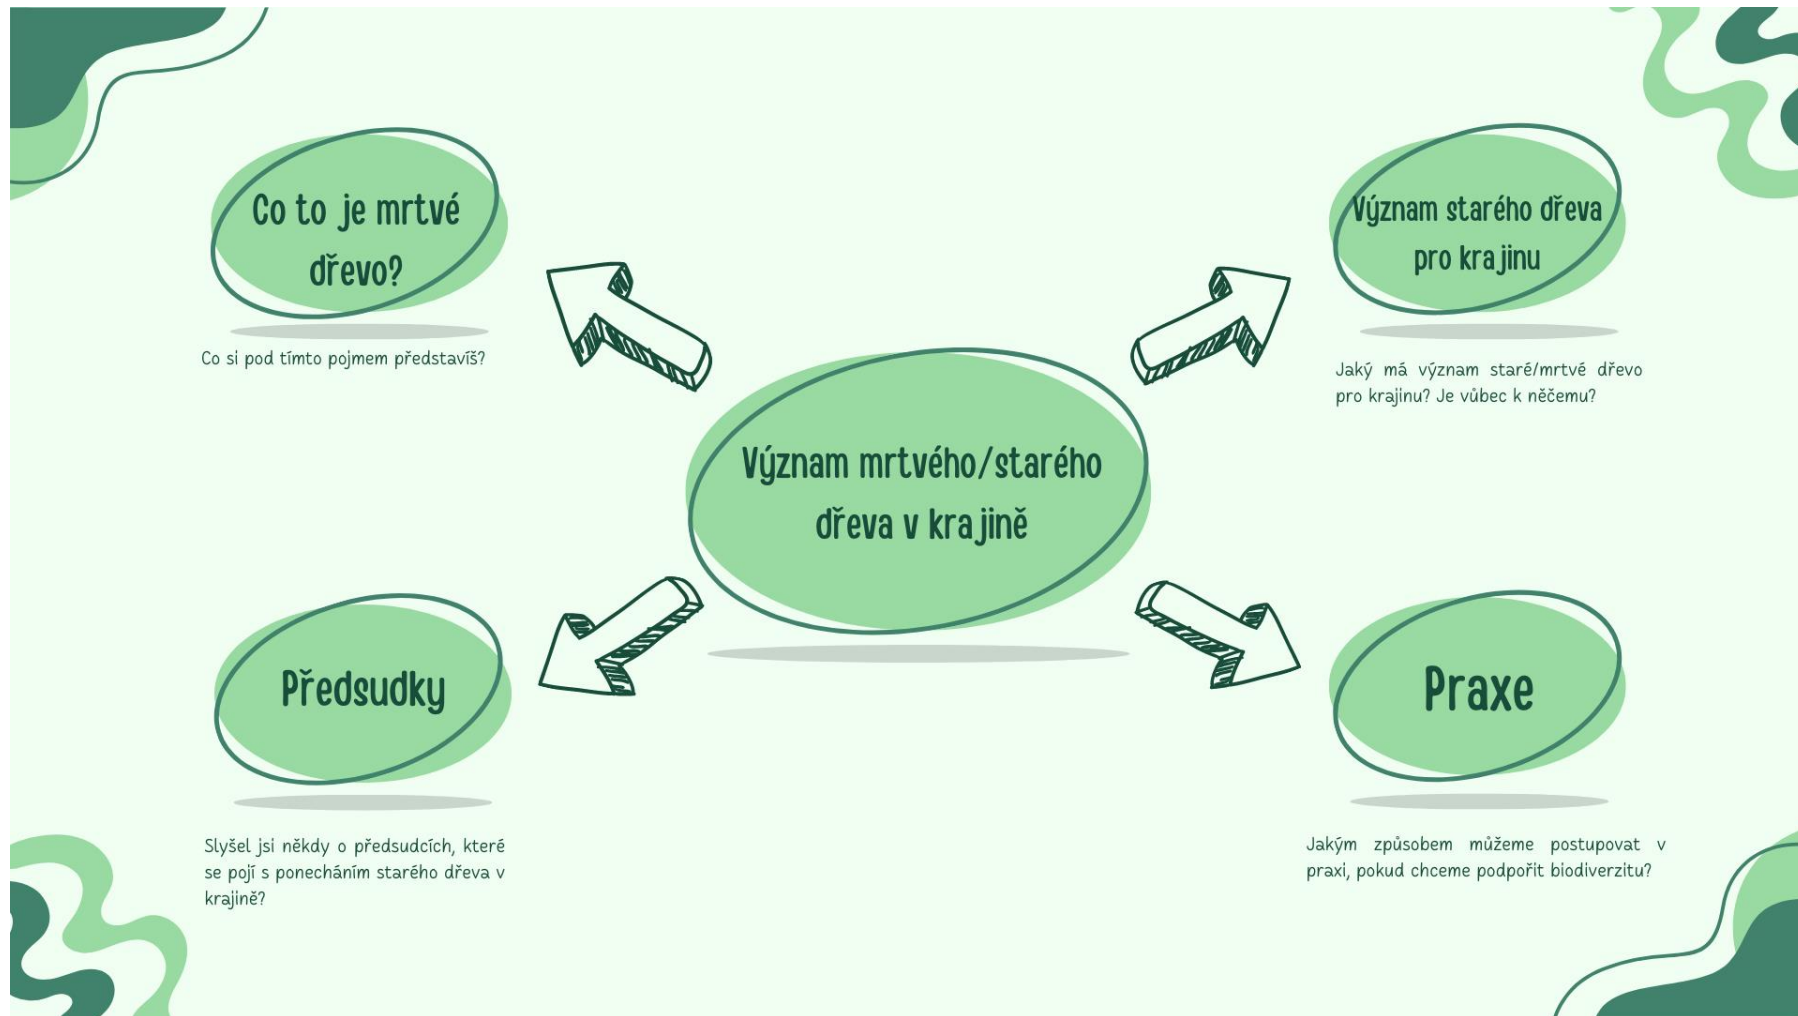 Co to je mrtvé
dřevo?
Co si pod tímto pojmem představíš?
Význam starého dřeva
pro krajinu
Jaký má význam staré/mrtvé dřevo
pro krajinu? Je vůbec k něčemu?
Význam mrtvého/starého
dřeva v krajině
Předsudky
Slyšel jsi někdy o předsudcích, které
se pojí s ponecháním starého dřeva v
krajině?
Praxe
Jakým způsobem můžeme postupovat v
praxi, pokud chceme podpořit biodiverzitu?